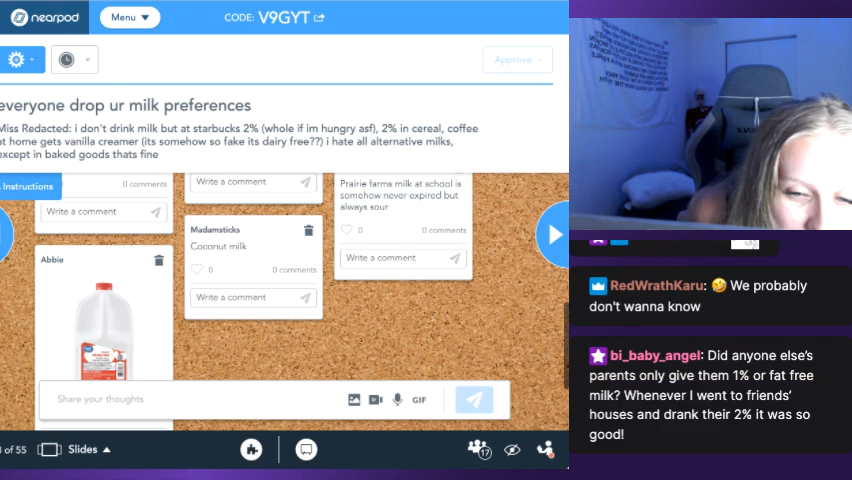 nearpod
Menu
CODE: V9GYT
Approve
everyone drop ur milk preferences
Miss Redacted: i don't drink milk but at starbucks 2% (whole if im hungry asf), 2% in cereal, coffee
at home gets vanilla creamer (its somehow so fake its dairy free??) i hate all alternative milks,
except in baked goods thats fine
Instructions
0 comments
Write a comment
Abbie
Write a comment
Madamsticks
Coconut milk
0
0 comments
Write a comment
Prairie farms milk at school is
somehow never expired but
always sour
0
0 comments
Write a comment
Share your thoughts
GIF
of 55
Slides
17
RedWrathKaru: 🤣 We probably
don't wanna know
bi_baby_angel: Did anyone else's
parents only give them 1% or fat free
milk? Whenever I went to friends'
houses and drank their 2% it was so
good!